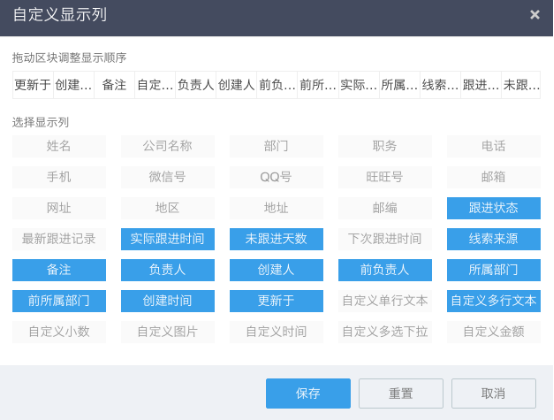 自定义显示列
拖动区块调整显示顺序
更新于 创建... 备注 自定... 负责人 创建人 前负... 前所... 实际... 所属... 线索... 跟进... 未跟...
选择显示列
姓名 公司名称 部门 职务 电话
手机 微信号 QQ号 旺旺号 邮箱
网址 地区 地址 邮编 跟进状态
最新跟进记录 实际跟进时间 未跟进天数 下次跟进时间 线索来源
备注 负责人 创建人 前负责人 所属部门
前所属部门 创建时间 更新于 自定义单行文本 自定义多行文本
自定义小数 自定义图片 自定义时间 自定义多选下拉 自定义金额
保存 重置 取消